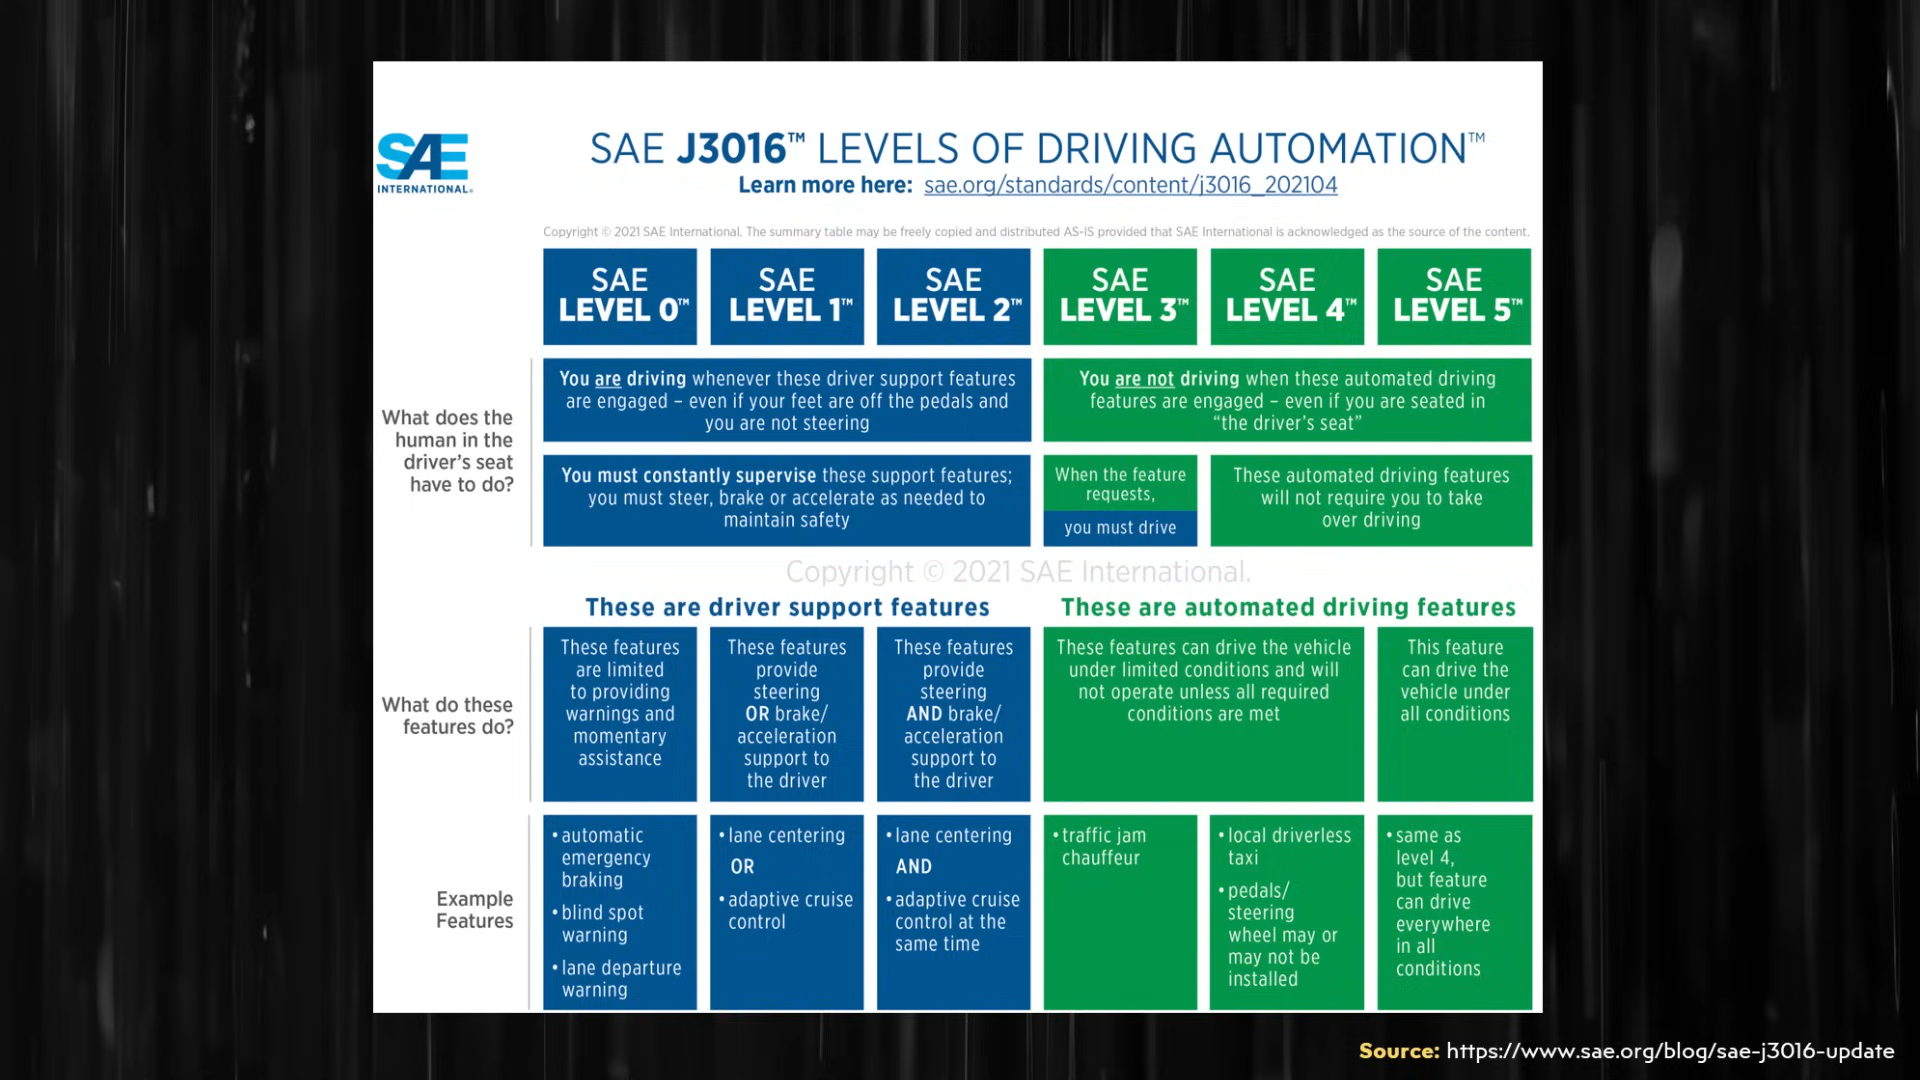 SAE
INTERNATIONAL®
SAE J3016™ LEVELS OF DRIVING AUTOMATION™
Learn more here: sae.org/standards/content/j3016_202104
Copyright © 2021 SAE International. The summary table may be freely copied and distributed AS-IS provided that SAE International is acknowledged as the source of the content.
SAE
LEVEL 0™
SAE
LEVEL 1™
SAE
LEVEL 2™
SAE
LEVEL 3™
SAE
LEVEL 4™
SAE
LEVEL 5™
What does the
human in the
driver's seat
have to do?
You are driving whenever these driver support features
are engaged – even if your feet are off the pedals and
you are not steering
You are not driving when these automated driving
features are engaged – even if you are seated in
“the driver's seat”
You must constantly supervise these support features;
you must steer, brake or accelerate as needed to
maintain safety
When the feature
requests,
you must drive
These automated driving features
will not require you to take
over driving
Copyright © 2021 SAE International.
These are driver support features
These are automated driving features
What do these
features do?
These features
are limited
to providing
warnings and
momentary
assistance
These features
provide
steering
OR brake/
acceleration
support to
the driver
These features
provide
steering
AND brake/
acceleration
support to
the driver
These features can drive the vehicle
under limited conditions and will
not operate unless all required
conditions are met
This feature
can drive the
vehicle under
all conditions
Example
Features
• automatic
emergency
braking
• blind spot
warning
• lane departure
warning
• lane centering
OR
• adaptive cruise
control
• lane centering
AND
• adaptive cruise
control at the
same time
• traffic jam
chauffeur
• local driverless
taxi
• pedals/
steering
wheel may or
may not be
installed
• same as
level 4,
but feature
can drive
everywhere
in all
conditions
Source: https://www.sae.org/blog/sae-j3016-update